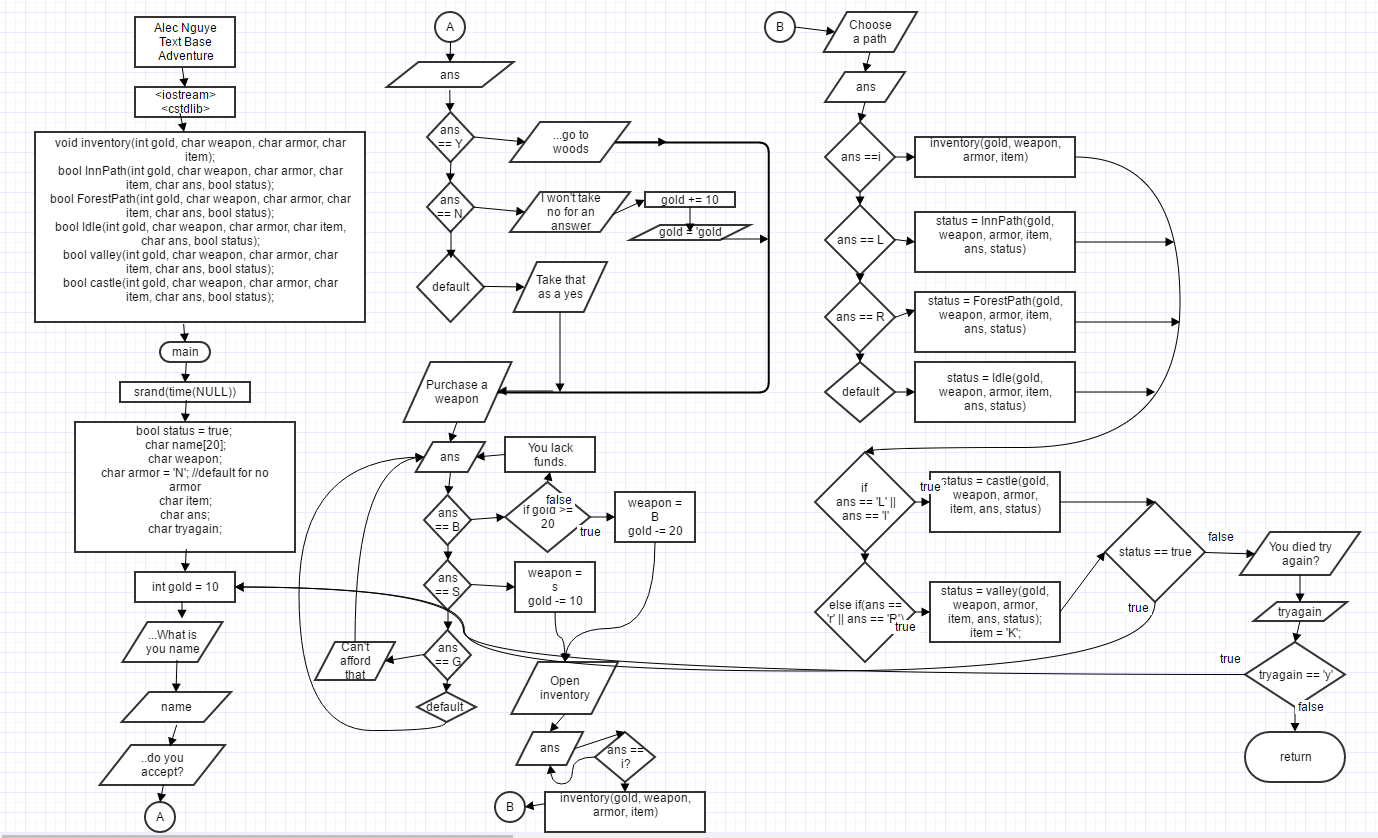 Alec Nguye
Text Base
Adventure
<iostream>
<cstdlib>
void inventory(int gold, char weapon, char armor, char
item);
bool InnPath(int gold, char weapon, char armor, char
item, char ans, bool status);
bool ForestPath(int gold, char weapon, char armor, char
item, char ans, bool status);
bool Idle(int gold, char weapon, char armor, char item,
char ans, bool status);
bool valley(int gold, char weapon, char armor, char
item, char ans, bool status);
bool castle(int gold, char weapon, char armor, char
item, char ans, bool status);
main
srand(time(NULL))
bool status = true;
char name[20];
char weapon;
char armor = 'N'; //default for no
armor
char item;
char ans;
char tryagain;
int gold = 10
...What is
you name
name
..do you
accept?
A
A
ans
ans
== Y
...go to
woods
ans
== N
I won't take
no for an
answer
gold += 10
gold = 'gold
default
Take that
as a yes
Purchase a
weapon
ans
You lack
funds.
ans
== B
false
if gold >=
20
true
weapon =
B
gold -= 20
ans
== S
weapon =
s
gold -= 10
ans
== G
Can't
afford
that
default
Open
inventory
ans
ans ==
i?
inventory(gold, weapon,
armor, item)
B
B
Choose
a path
ans
ans ==i
inventory(gold, weapon,
armor, item)
ans == L
status = InnPath(gold,
weapon, armor, item,
ans, status)
ans == R
status = ForestPath(gold,
weapon, armor, item,
ans, status)
default
status = Idle(gold,
weapon, armor, item,
ans, status)
if
ans == 'L' ||
ans == 'l'
true
status = castle(gold,
weapon, armor,
item, ans, status)
else if(ans ==
'r' || ans == 'R')
true
status = valley(gold,
weapon, armor,
item, ans, status);
item = 'K';
status == true
false
true
You died try
again?
tryagain
true
tryagain == 'y'
false
return